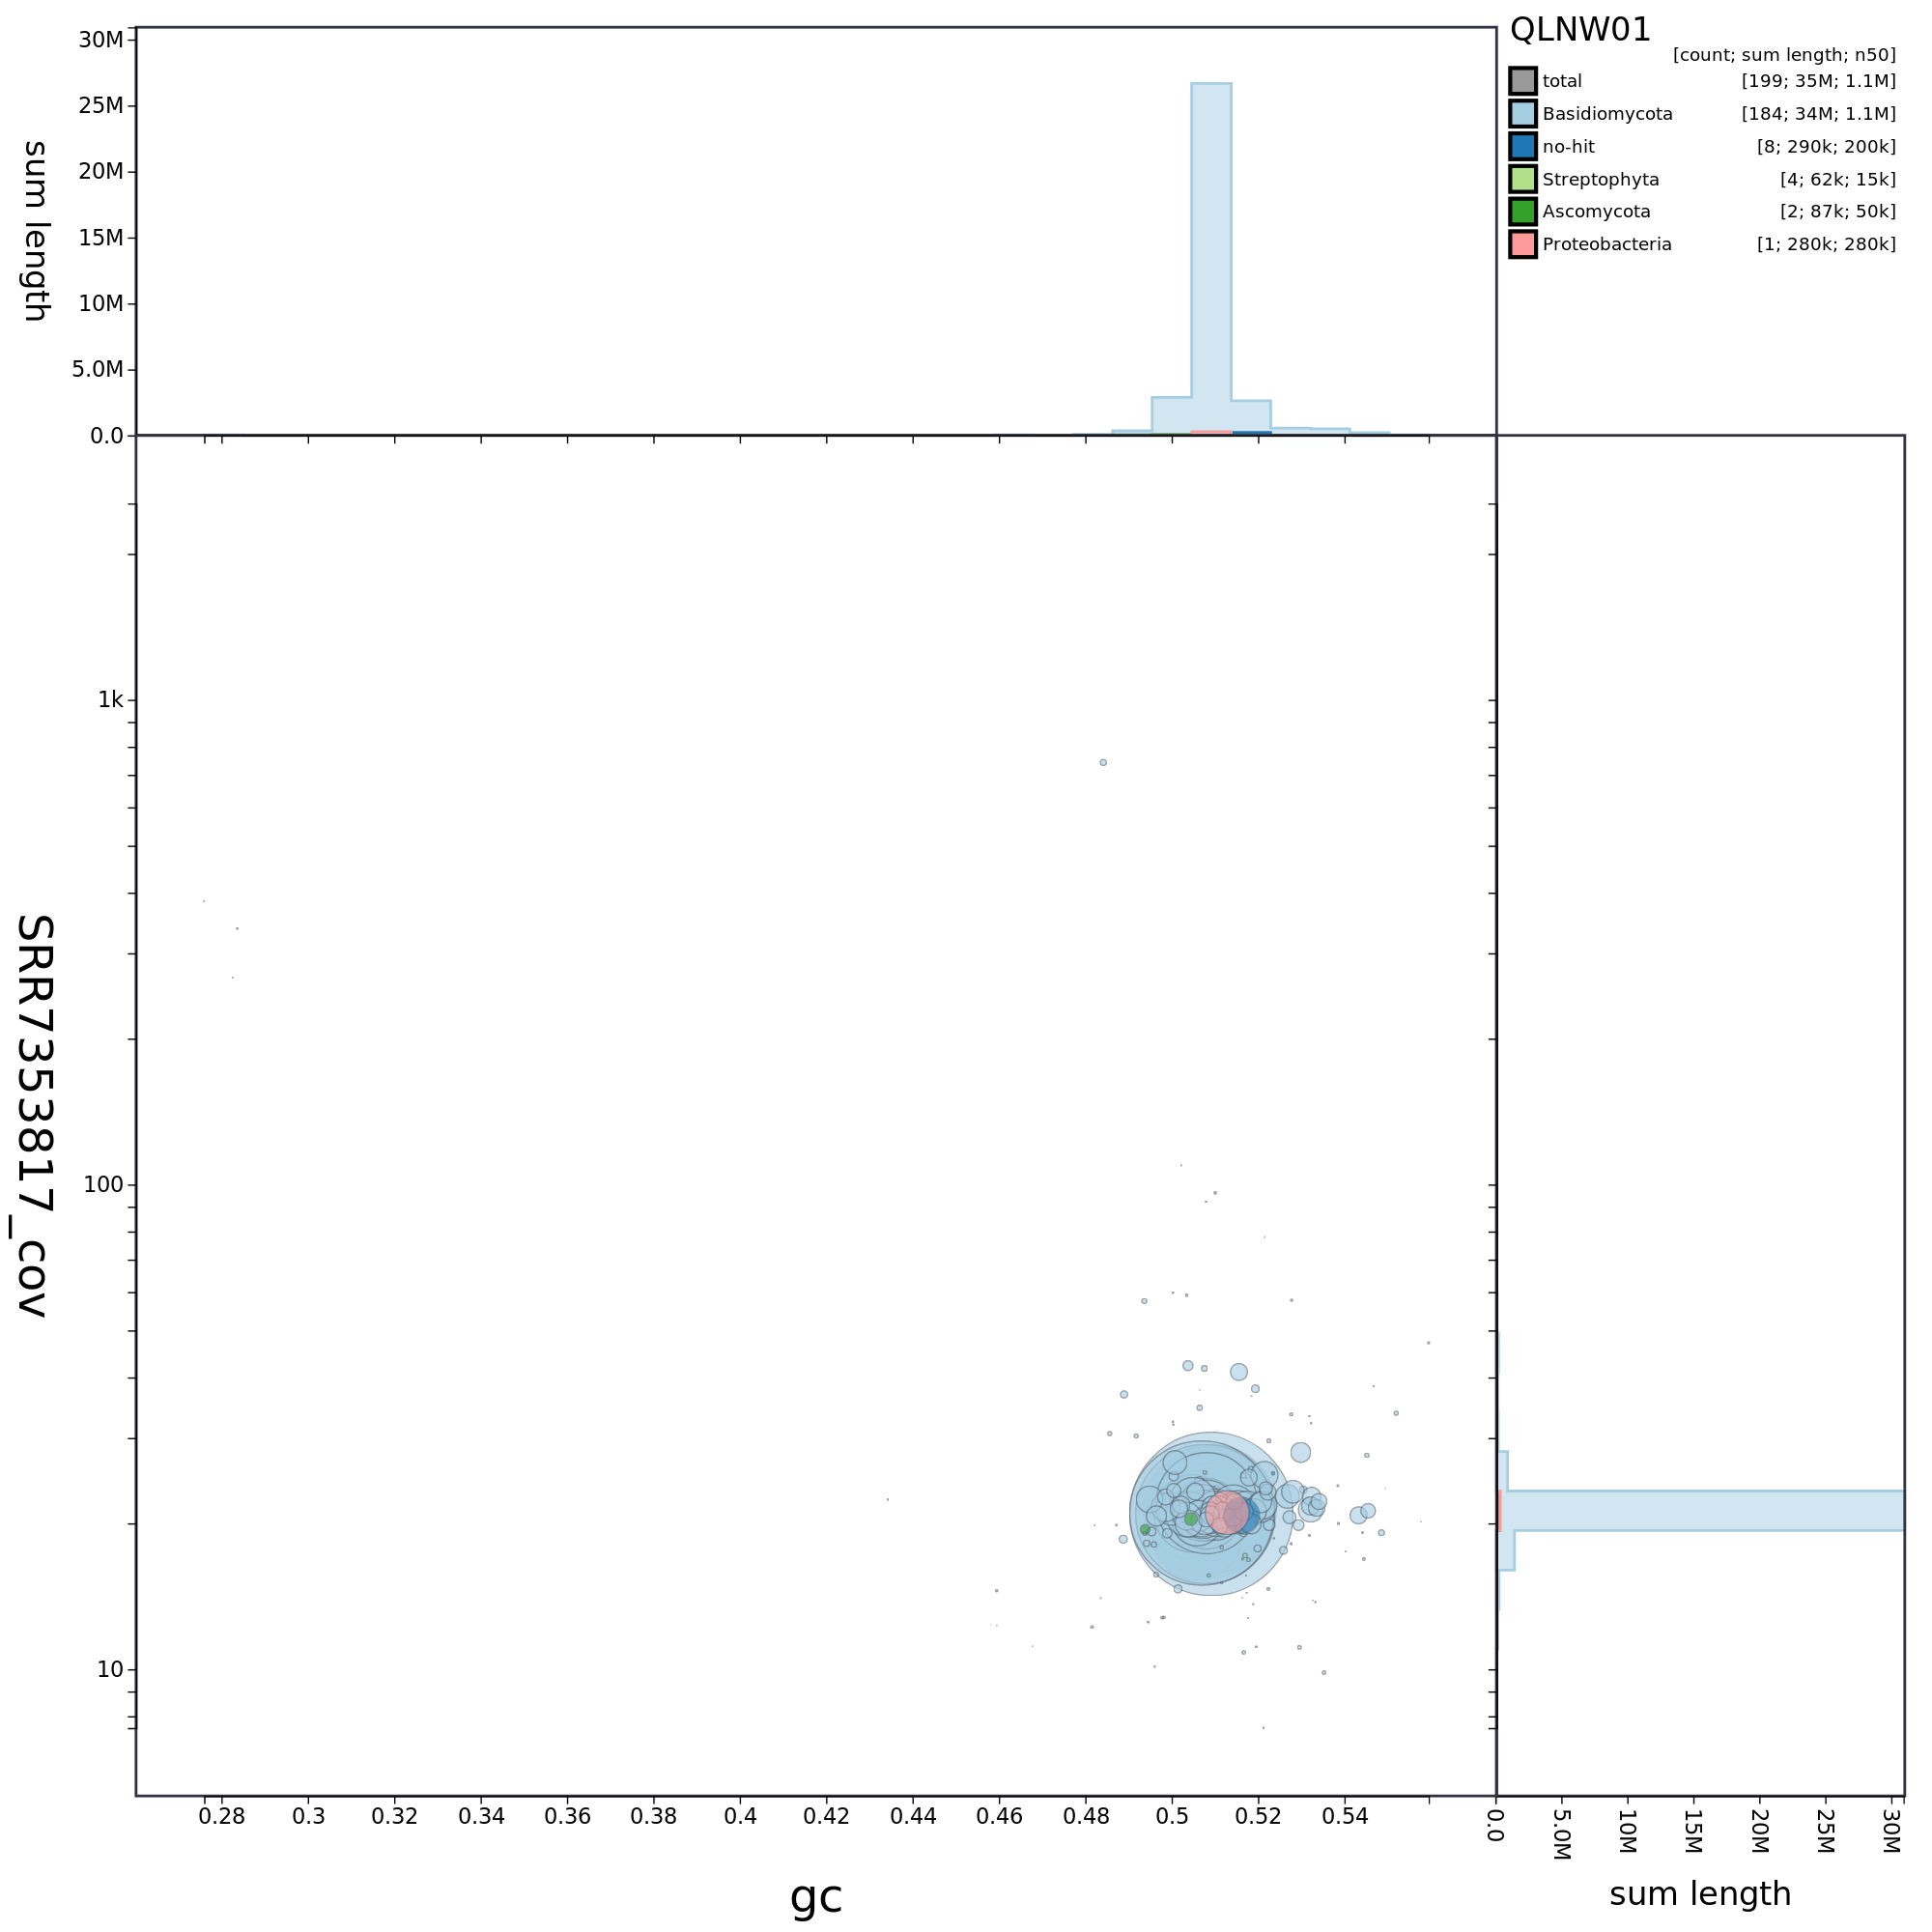 QLNW01
[count; sum length; n50]
total [199; 35M; 1.1M]
Basidiomycota [184; 34M; 1.1M]
no-hit [8; 290k; 200k]
Streptophyta [4; 62k; 15k]
Ascomycota [2; 87k; 50k]
Proteobacteria [1; 280k; 280k]
sum length
30M
25M
20M
15M
10M
5.0M
0.0
SRR7353817_cov
1k
100
10
0.28 0.3 0.32 0.34 0.36 0.38 0.4 0.42 0.44 0.46 0.48 0.5 0.52 0.54
gc
0.0 5.0M 10M 15M 20M 25M 30M
sum length